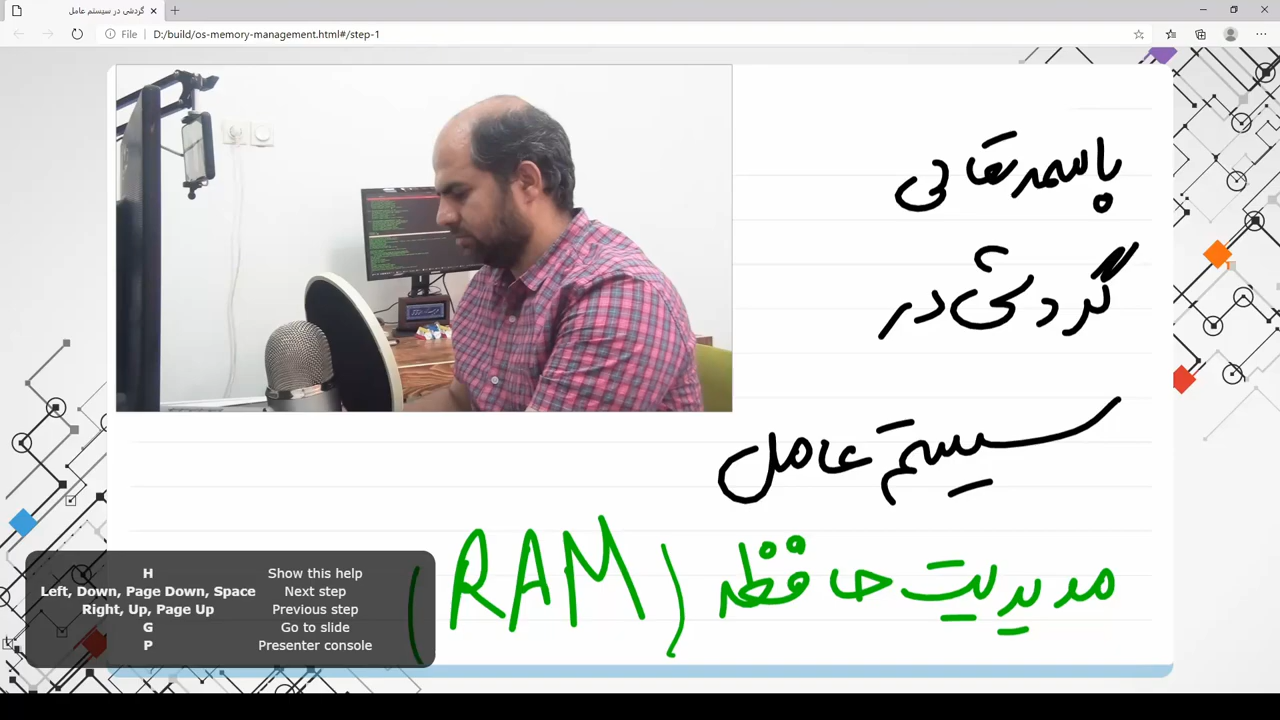 گردشی در سیستم عامل
File
D:/build/os-memory-management.html#/step-1
باسمه تعالی
گردشی در
سیستم عامل
مدیریت حافظه (RAM)
H Show this help
Left, Down, Page Down, Space Next step
Right, Up, Page Up Previous step
G Go to slide
P Presenter console